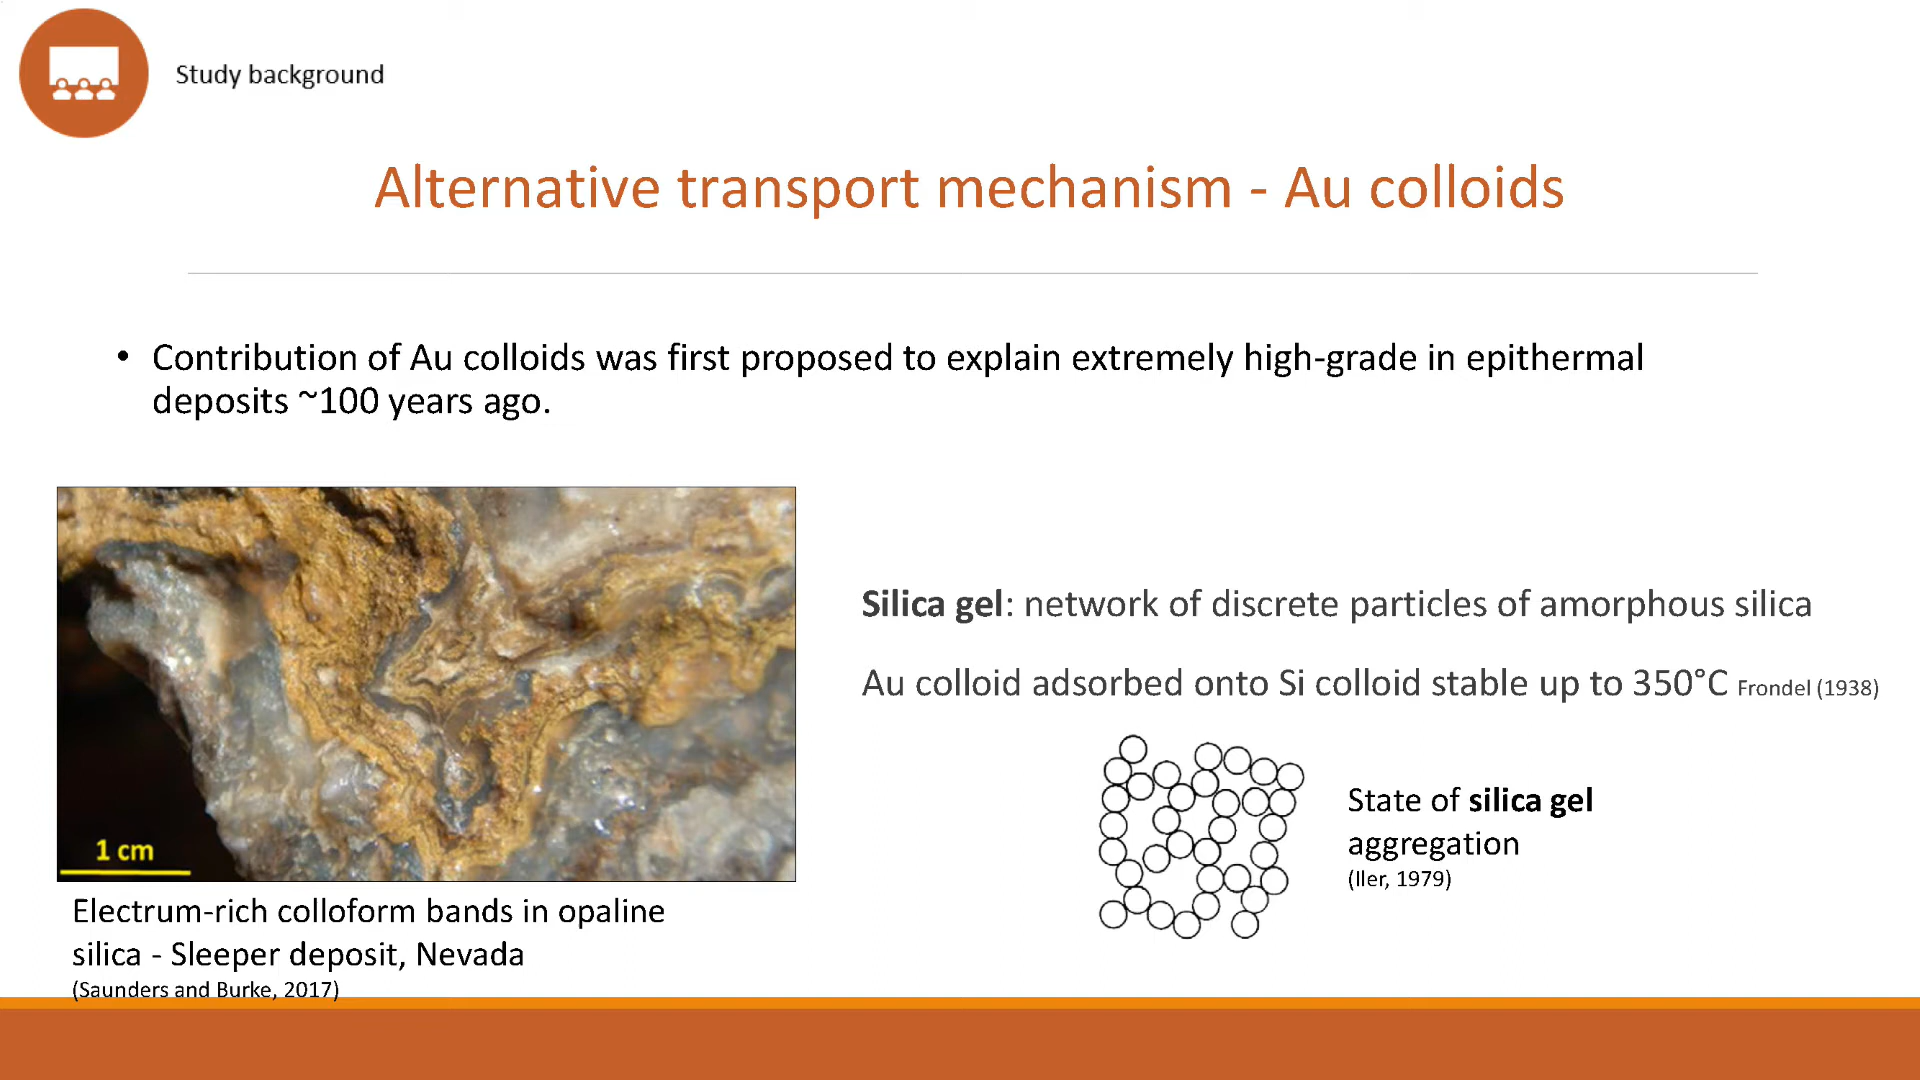 Study background
Alternative transport mechanism - Au colloids
• Contribution of Au colloids was first proposed to explain extremely high-grade in epithermal
deposits ~100 years ago.
Silica gel: network of discrete particles of amorphous silica
Au colloid adsorbed onto Si colloid stable up to 350°C Frondel (1938)
1 cm
State of silica gel
aggregation
(Iler, 1979)
Electrum-rich colloform bands in opaline
silica - Sleeper deposit, Nevada
(Saunders and Burke, 2017)